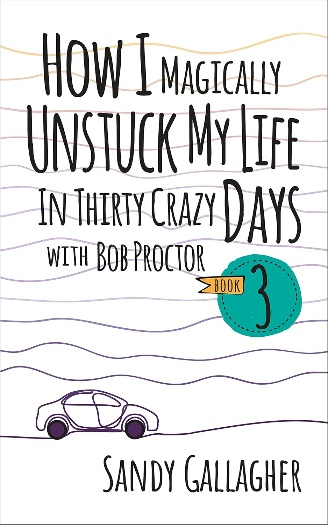 How I Magically
Unstuck My Life
In Thirty Crazy Days
with Bob Proctor
Book
3
Sandy Gallagher